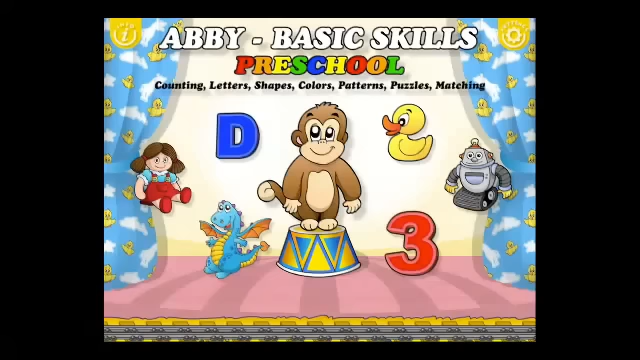 ABBY - BASIC SKILLS
PRESCHOOL
Counting, Letters, Shapes, Colors, Patterns, Puzzles, Matching
D
3